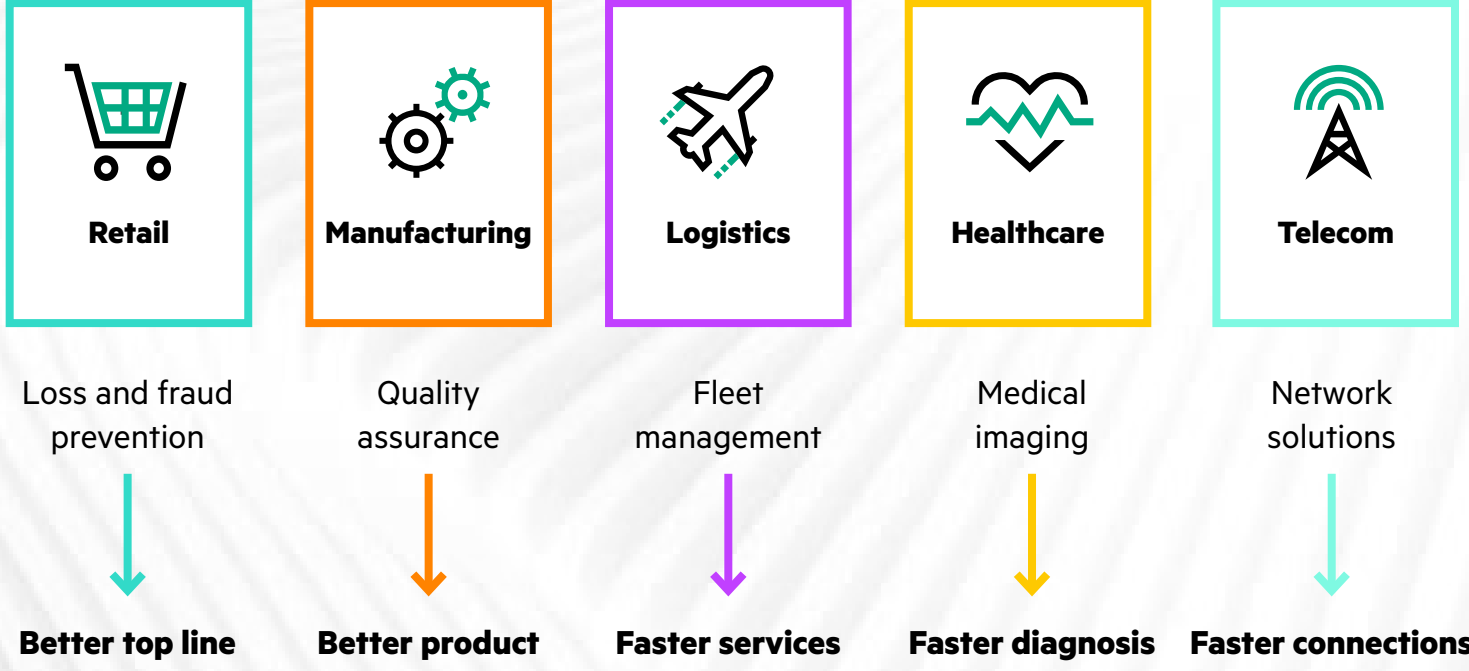 Retail
Manufacturing
Logistics
Healthcare
Telecom
Loss and fraud
prevention
Quality
assurance
Fleet
management
Medical
imaging
Network
solutions
Better top line
Better product
Faster services
Faster diagnosis
Faster connections